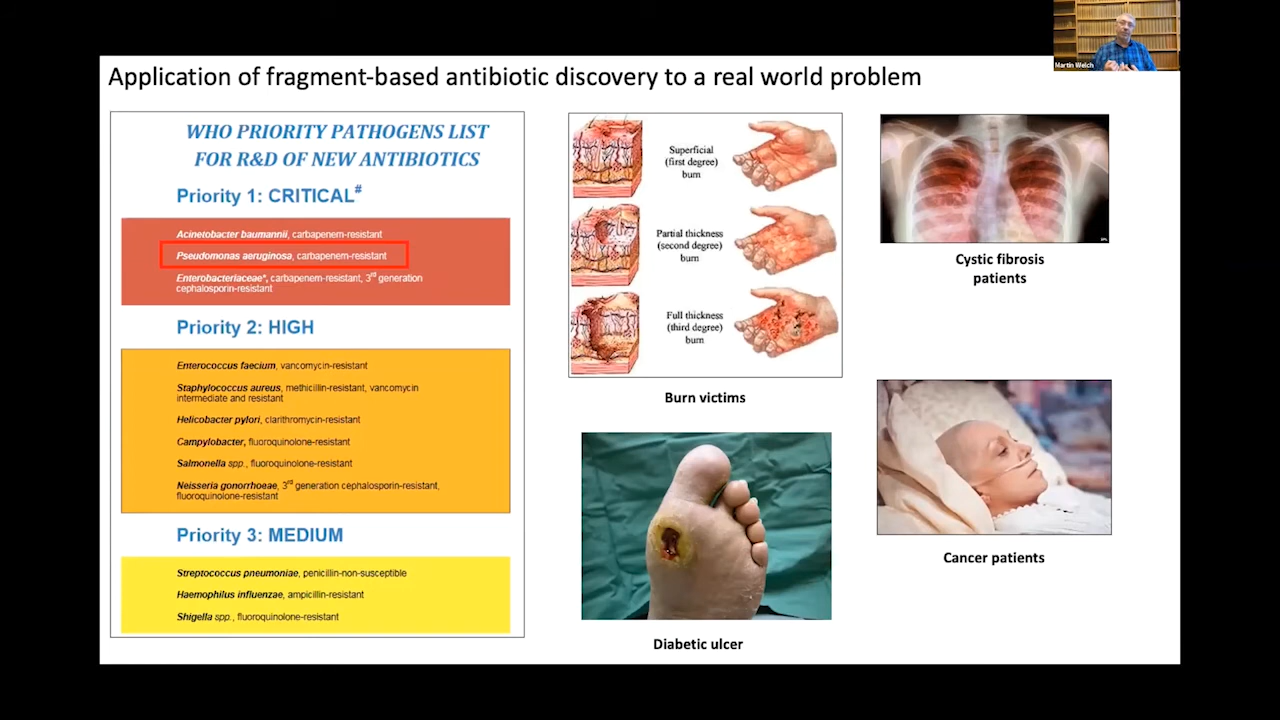 Martin Welch
Application of fragment-based antibiotic discovery to a real world problem
WHO PRIORITY PATHOGENS LIST
FOR R&D OF NEW ANTIBIOTICS
Priority 1: CRITICAL#
Acinetobacter baumannii, carbapenem-resistant
Pseudomonas aeruginosa, carbapenem-resistant
Enterobacteriaceae*, carbapenem-resistant, 3rd generation
cephalosporin-resistant
Priority 2: HIGH
Enterococcus faecium, vancomycin-resistant
Staphylococcus aureus, methicillin-resistant, vancomycin
intermediate and resistant
Helicobacter pylori, clarithromycin-resistant
Campylobacter, fluoroquinolone-resistant
Salmonella spp., fluoroquinolone-resistant
Neisseria gonorrhoeae, 3rd generation cephalosporin-resistant,
fluoroquinolone-resistant
Priority 3: MEDIUM
Streptococcus pneumoniae, penicillin-non-susceptible
Haemophilus influenzae, ampicillin-resistant
Shigella spp., fluoroquinolone-resistant
Superficial
(first degree)
burn
Partial thickness
(second degree)
burn
Full thickness
(third degree)
burn
Burn victims
Diabetic ulcer
Cystic fibrosis
patients
Cancer patients